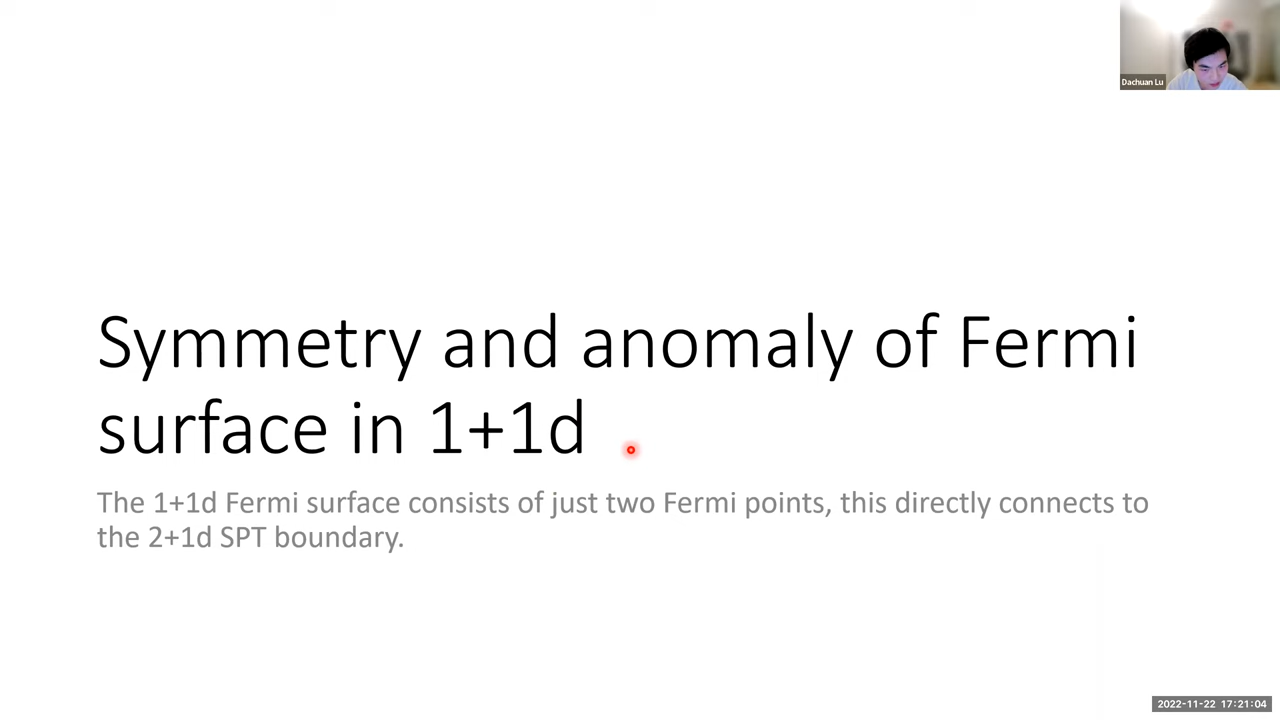 Dachuan Lu
Symmetry and anomaly of Fermi
surface in 1+1d
The 1+1d Fermi surface consists of just two Fermi points, this directly connects to
the 2+1d SPT boundary.
2022-11-22 17:21:04